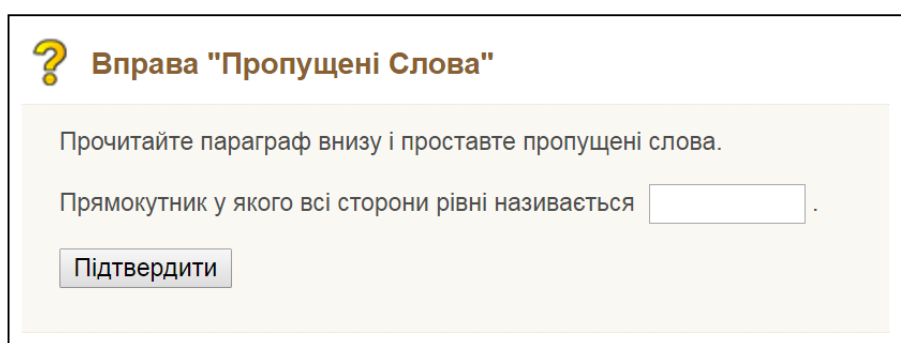 Вправа "Пропущені Слова"
Прочитайте параграф внизу і проставте пропущені слова.
Прямокутник у якого всі сторони рівні називається .
Підтвердити